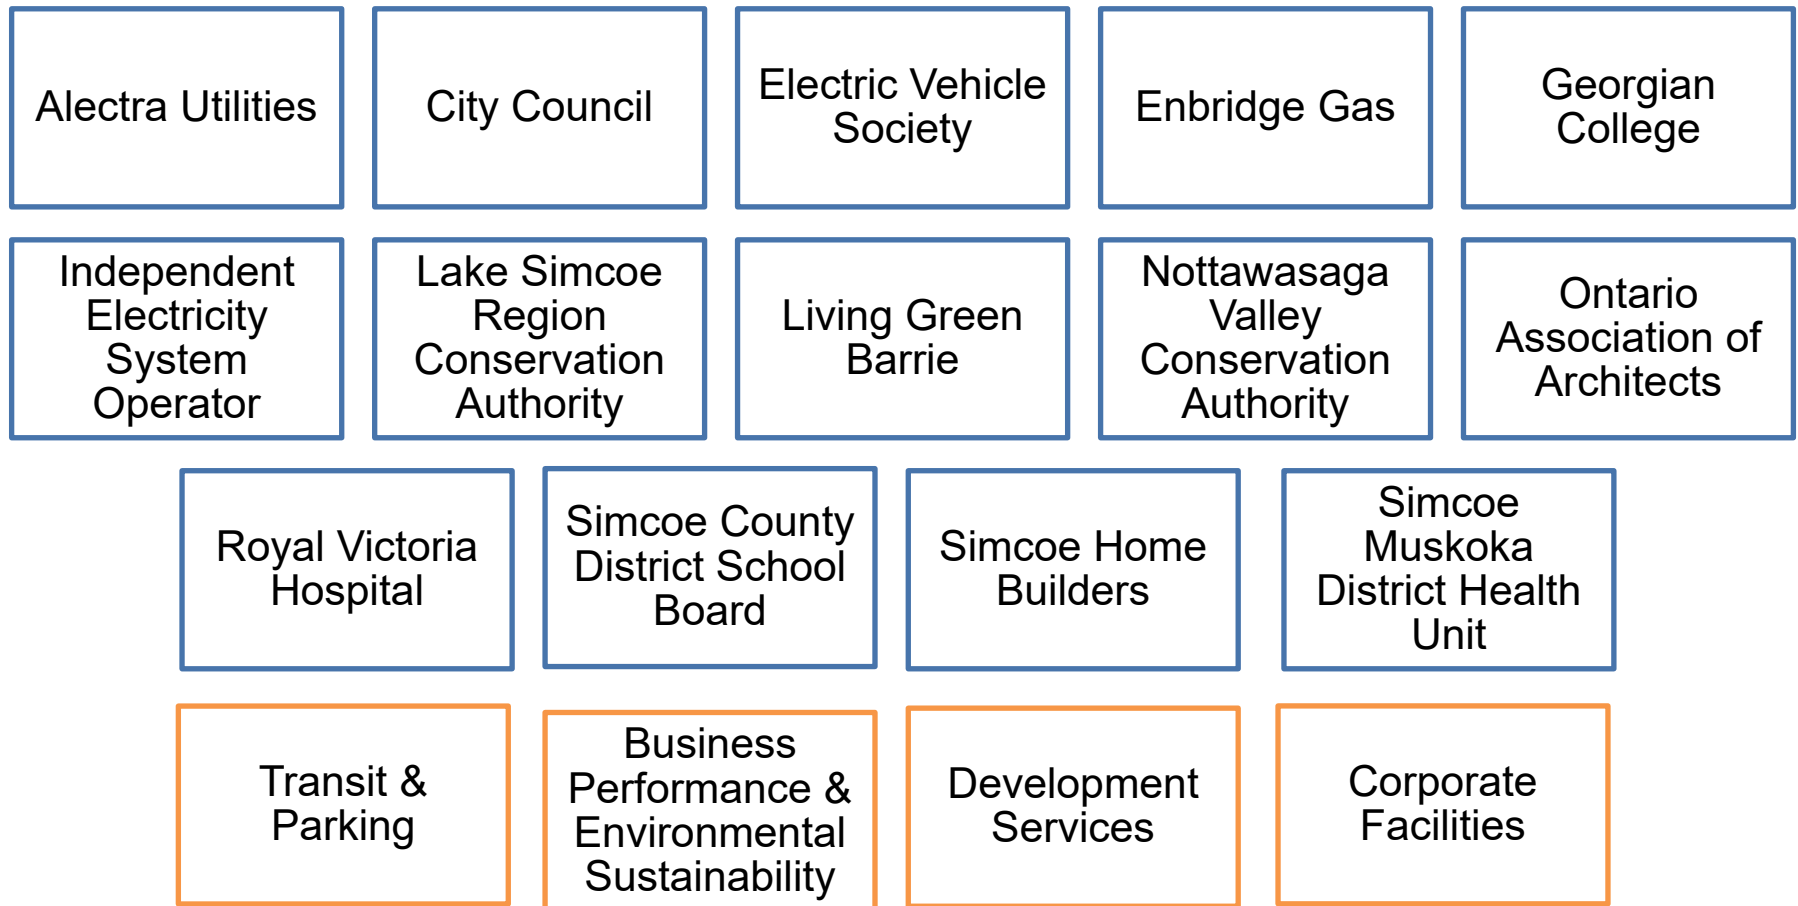 Alectra Utilities
City Council
Electric Vehicle
Society
Enbridge Gas
Georgian
College
Independent
Electricity
System
Operator
Lake Simcoe
Region
Conservation
Authority
Living Green
Barrie
Nottawasaga
Valley
Conservation
Authority
Ontario
Association of
Architects
Royal Victoria
Hospital
Simcoe County
District School
Board
Simcoe Home
Builders
Simcoe
Muskoka
District Health
Unit
Transit &
Parking
Business
Performance &
Environmental
Sustainability
Development
Services
Corporate
Facilities